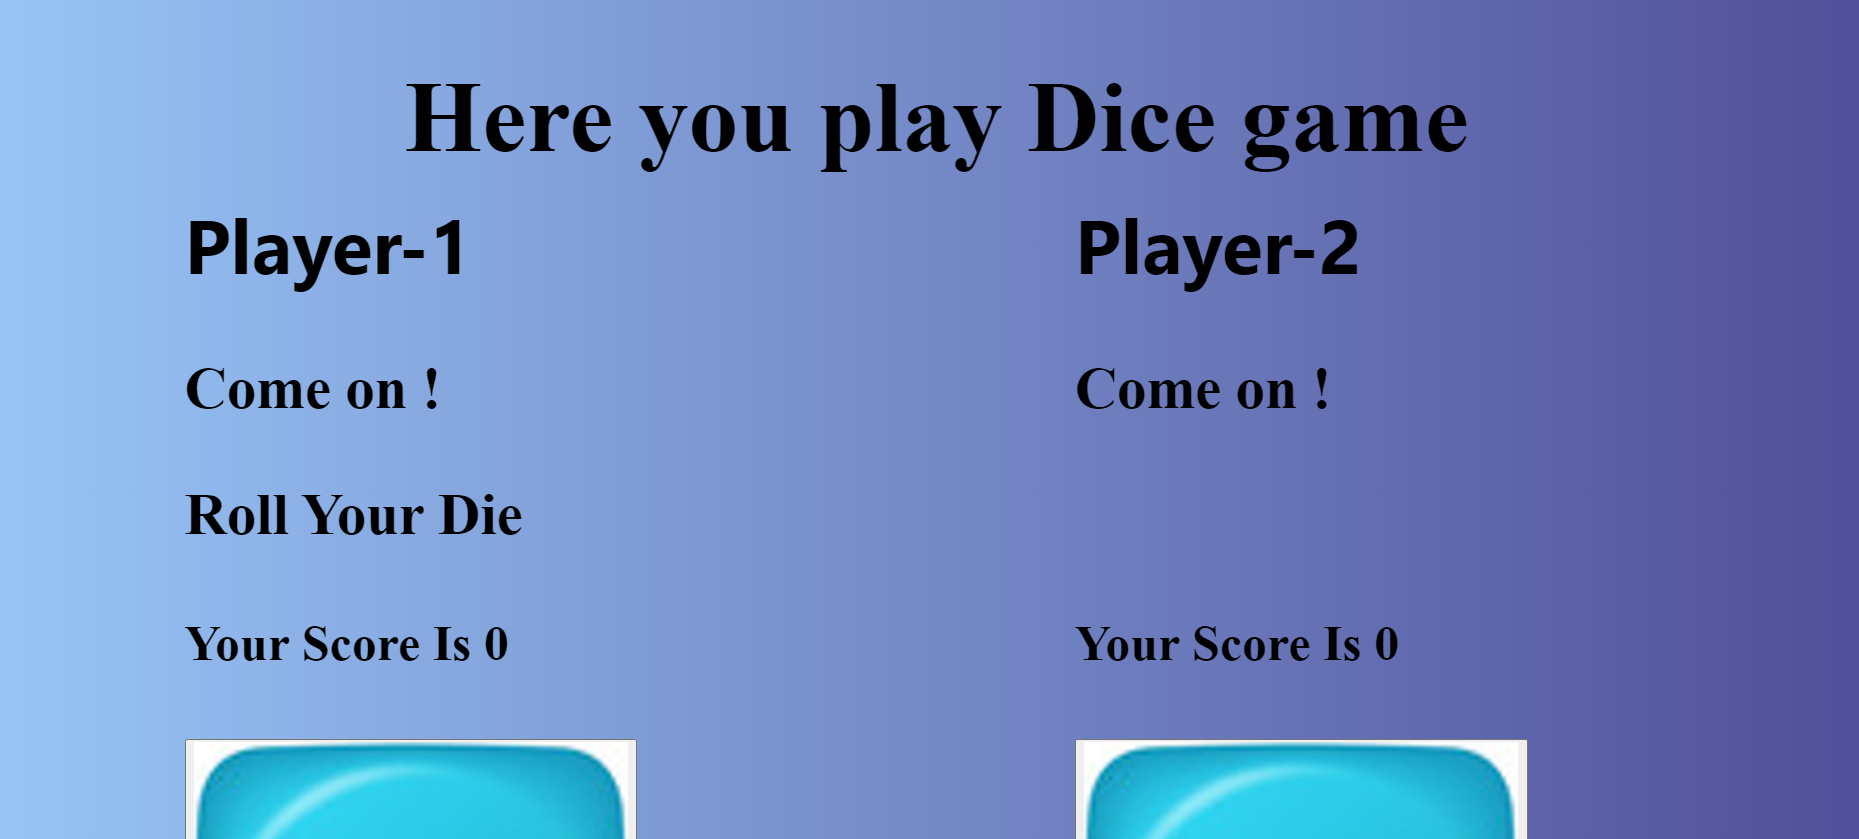 Here you play Dice game
Player-1
Come on !
Roll Your Die
Your Score Is 0
Player-2
Come on !
Your Score Is 0